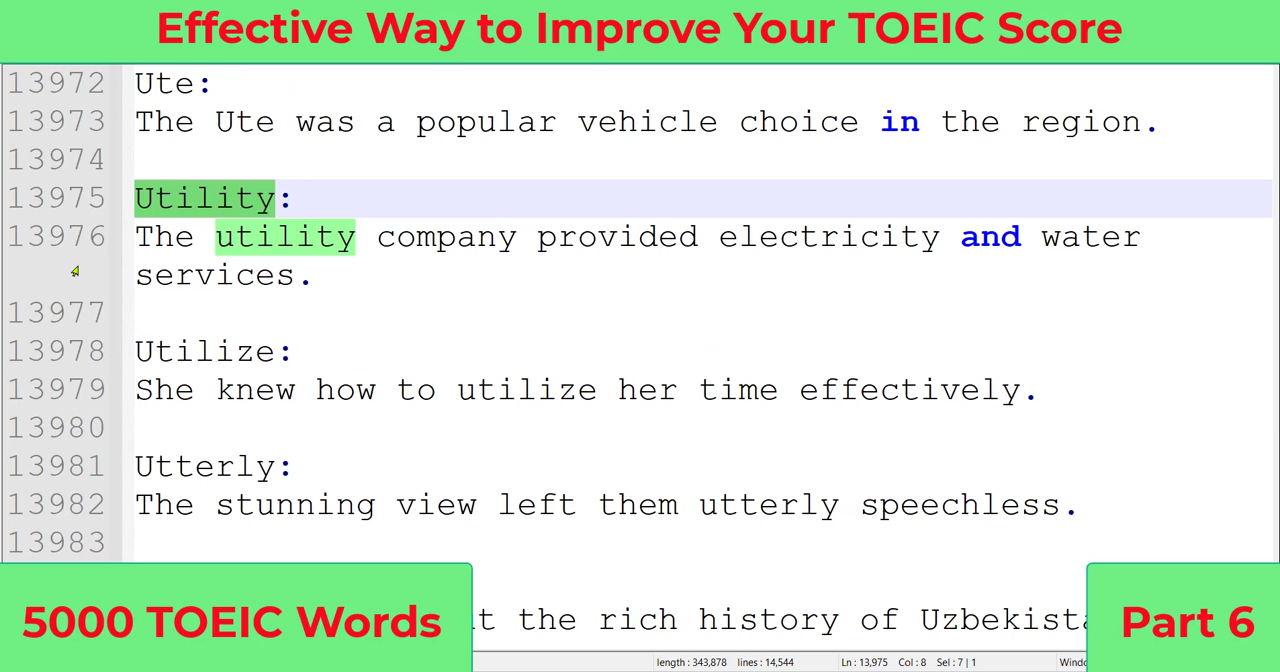 Effective Way to Improve Your TOEIC Score
13972 Ute:
13973 The Ute was a popular vehicle choice in the region.
13974
13975 Utility:
13976 The utility company provided electricity and water
services.
13977
13978 Utilize:
13979 She knew how to utilize her time effectively.
13980
13981 Utterly:
13982 The stunning view left them utterly speechless.
13983
the rich history of
5000 TOEIC Words
Part 6
length : 343,878 lines : 14,544 Ln : 13,975 Col : 8 Sel : 7 | 1